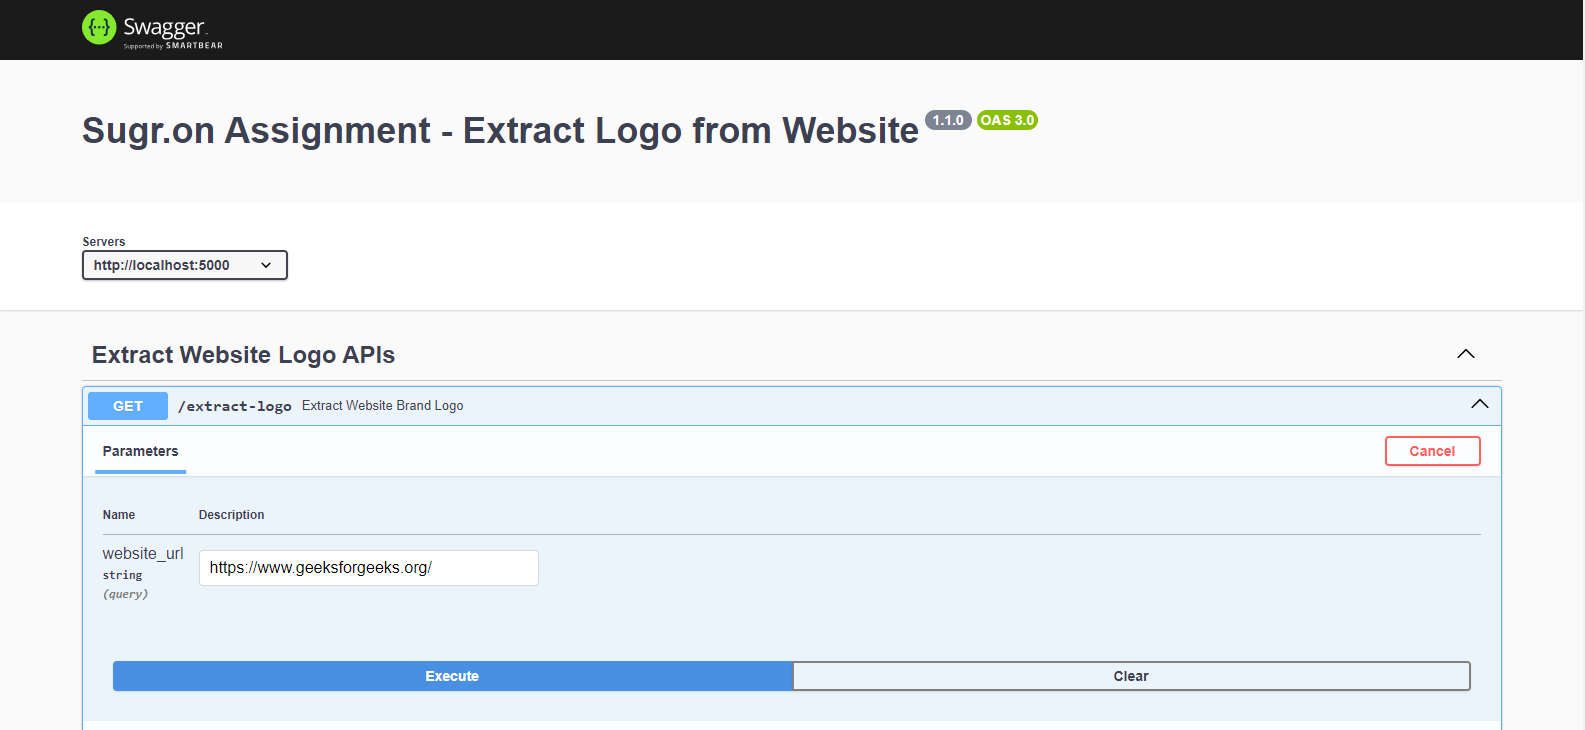 {...} Swagger.
Supported by SMARTBEAR
Sugr.on Assignment - Extract Logo from Website 1.1.0 OAS 3.0
Servers
http://localhost:5000
Extract Website Logo APIs
GET /extract-logo Extract Website Brand Logo
Parameters Cancel
Name Description
website_url https://www.geeksforgeeks.org/
string
(query)
Execute Clear